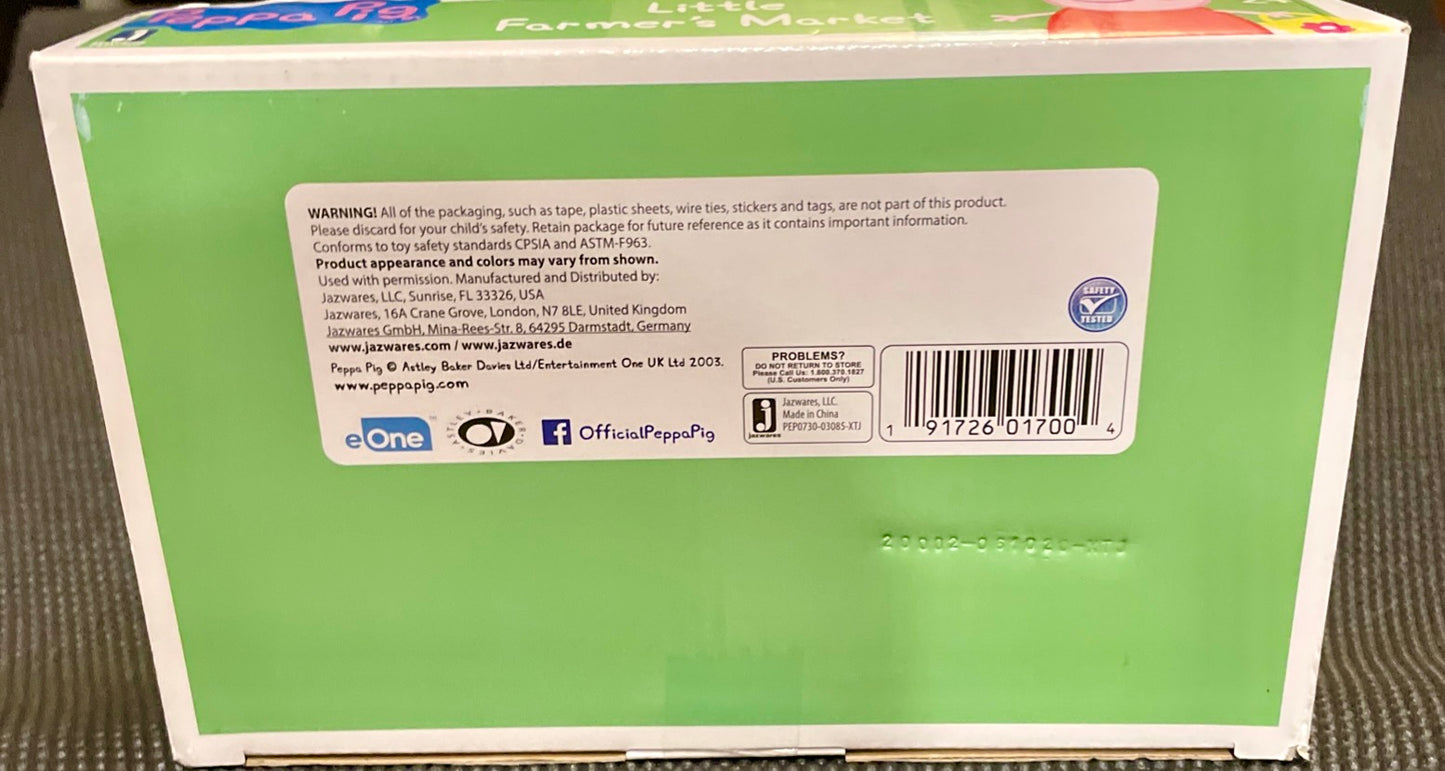 Peppa Pig
Little
Farmer's Market
WARNING! All of the packaging, such as tape, plastic sheets, wire ties, stickers and tags, are not part of this product.
Please discard for your child's safety. Retain package for future reference as it contains important information.
Conforms to toy safety standards CPSIA and ASTM-F963.
Product appearance and colors may vary from shown.
Used with permission. Manufactured and Distributed by:
Jazwares, LLC, Sunrise, FL 33326, USA
Jazwares, 16A Crane Grove, London, N7 8LE, United Kingdom
Jazwares GmbH, Mina-Rees-Str. 8, 64295 Darmstadt, Germany
www.jazwares.com / www.jazwares.de
Peppa Pig © Astley Baker Davies Ltd/Entertainment One UK Ltd 2003.
www.peppapig.com
eOne
ASTLEY • BAKER • DAVIES
f OfficialPeppaPig
PROBLEMS?
DO NOT RETURN TO STORE
Please Call Us: 1.800.370.1827
(U.S. Customers Only)
j
jazwares
Jazwares, LLC.
Made in China
PEP0730-03085-XTJ
SAFETY
TESTED
1 91726 01700 4